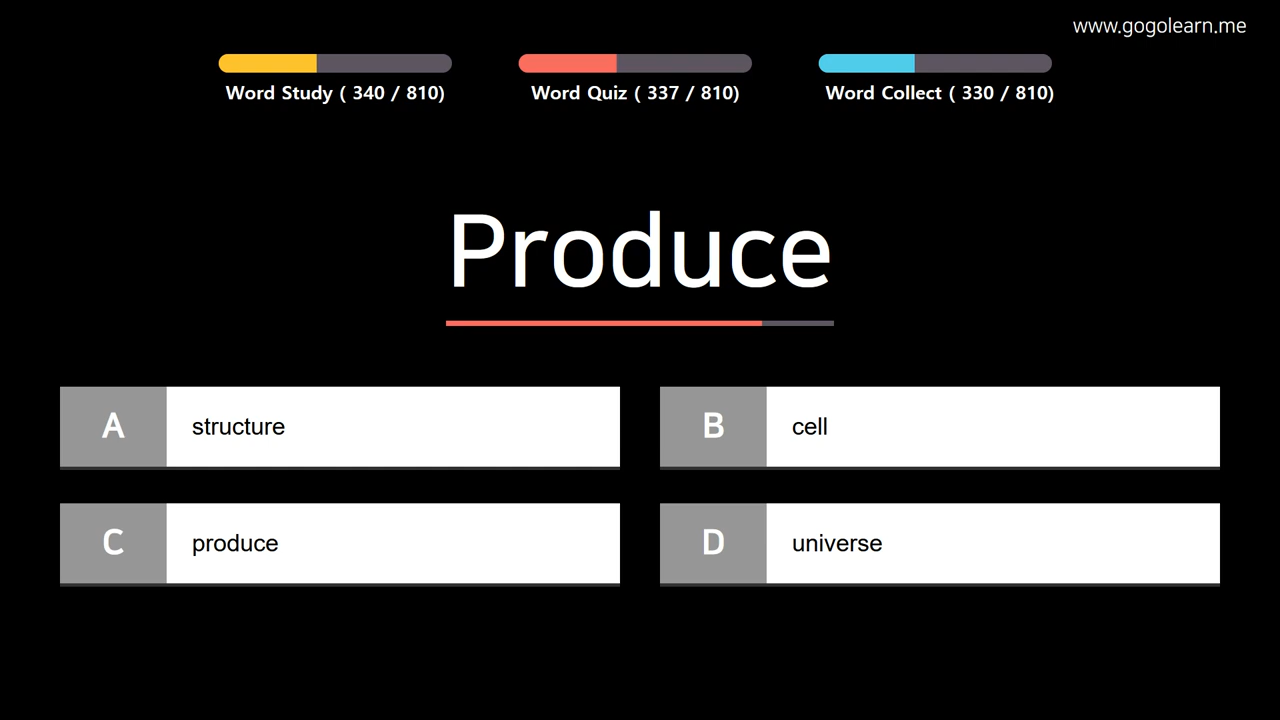 www.gogolearn.me
Word Study ( 340 / 810)
Word Quiz ( 337 / 810)
Word Collect ( 330 / 810)
Produce
A
structure
B
cell
C
produce
D
universe